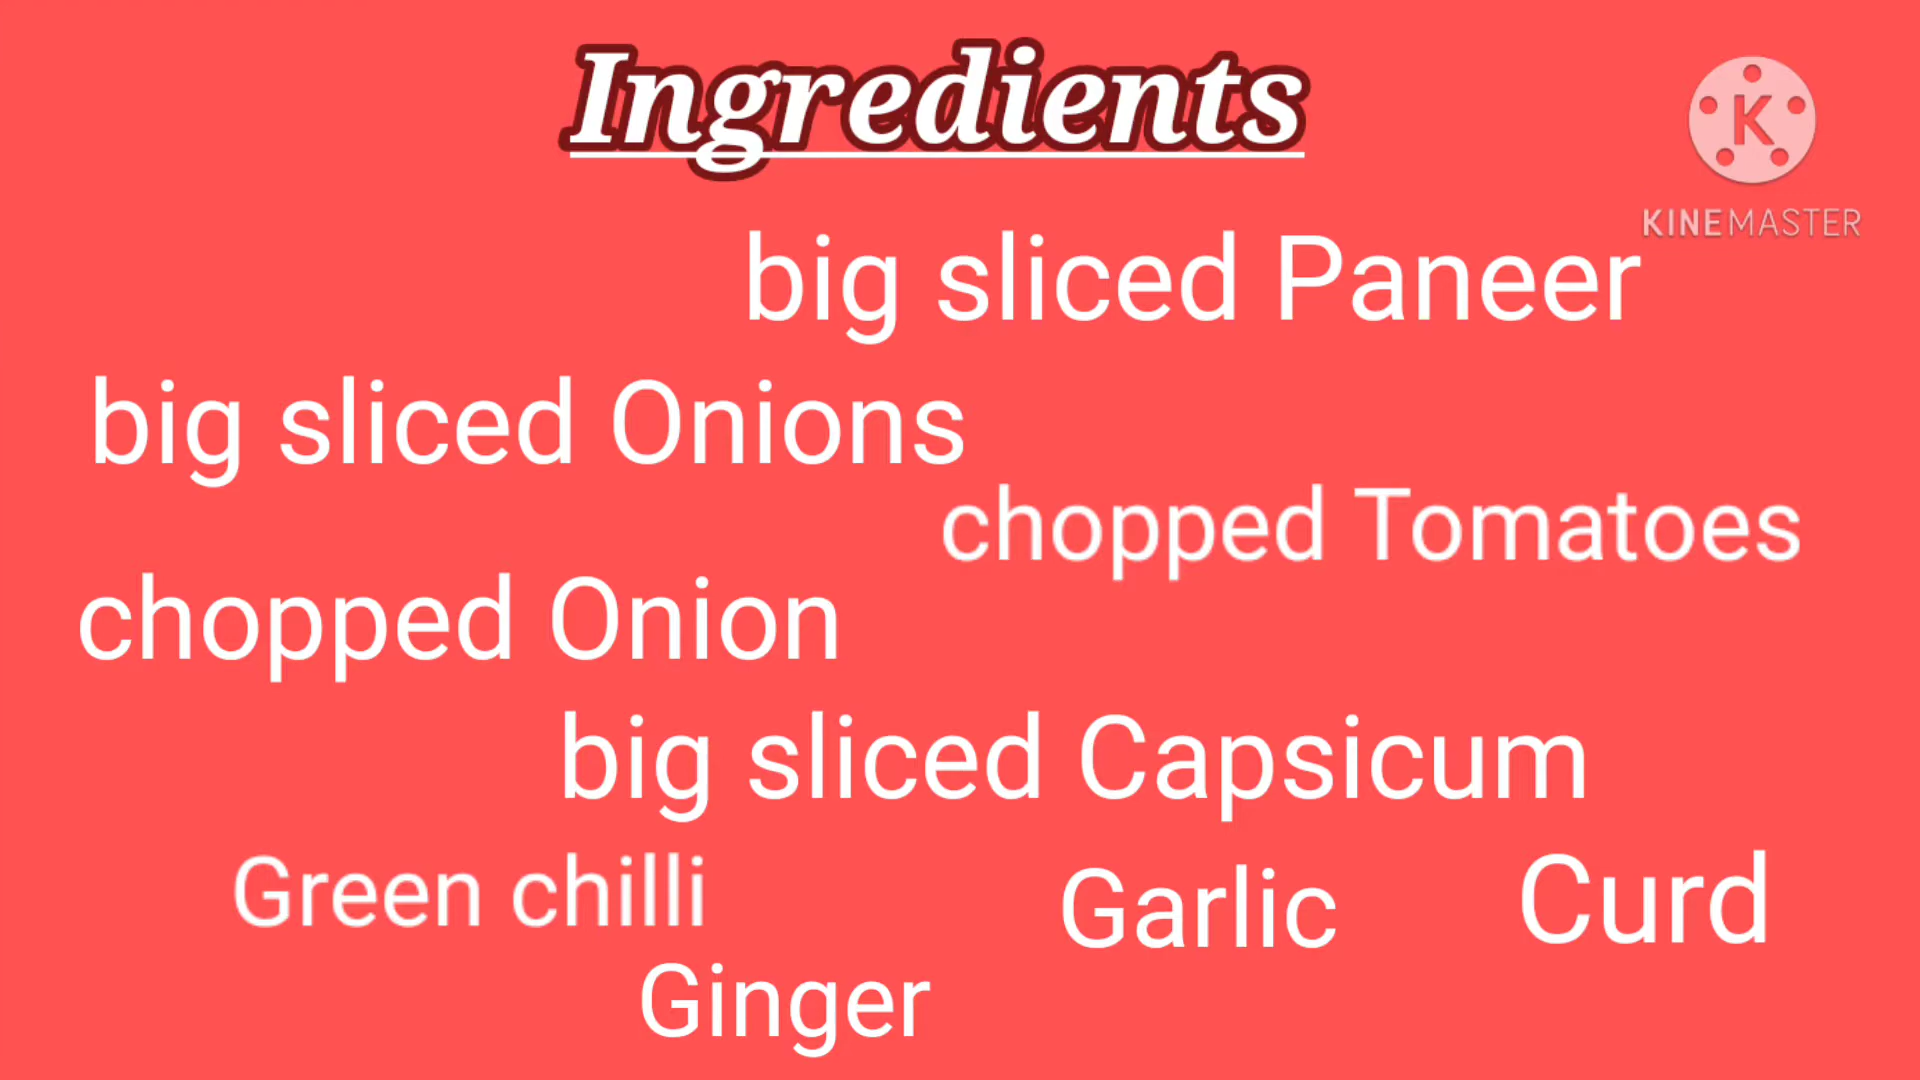 Ingredients
KINEMASTER
big sliced Paneer
big sliced Onions
chopped Tomatoes
chopped Onion
big sliced Capsicum
Green chilli
Garlic
Curd
Ginger